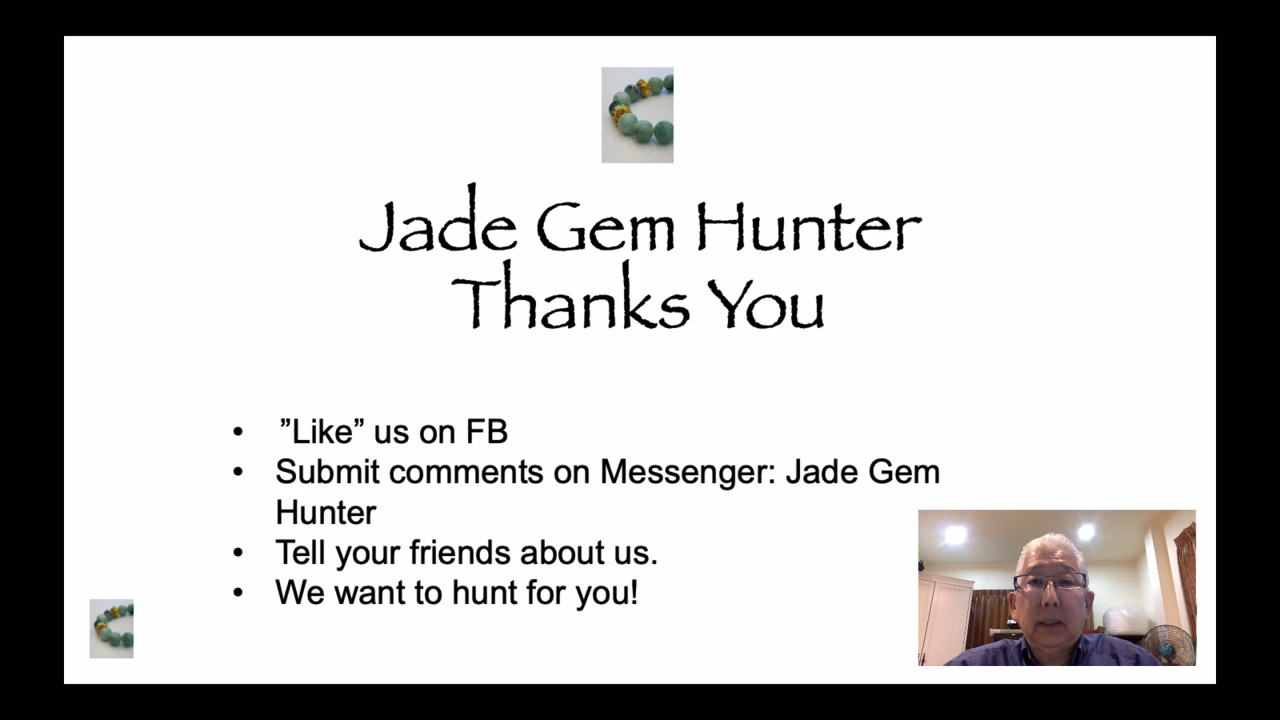 Jade Gem Hunter
Thanks You
• ”Like” us on FB
• Submit comments on Messenger: Jade Gem
Hunter
• Tell your friends about us.
• We want to hunt for you!